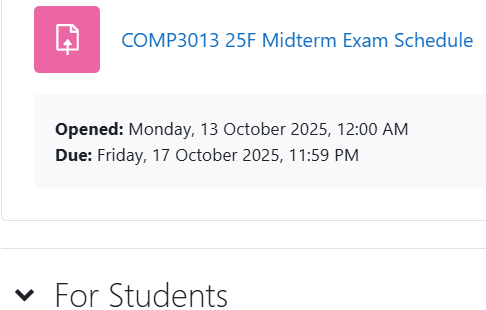 COMP3013 25F Midterm Exam Schedule
Opened: Monday, 13 October 2025, 12:00 AM
Due: Friday, 17 October 2025, 11:59 PM
For Students